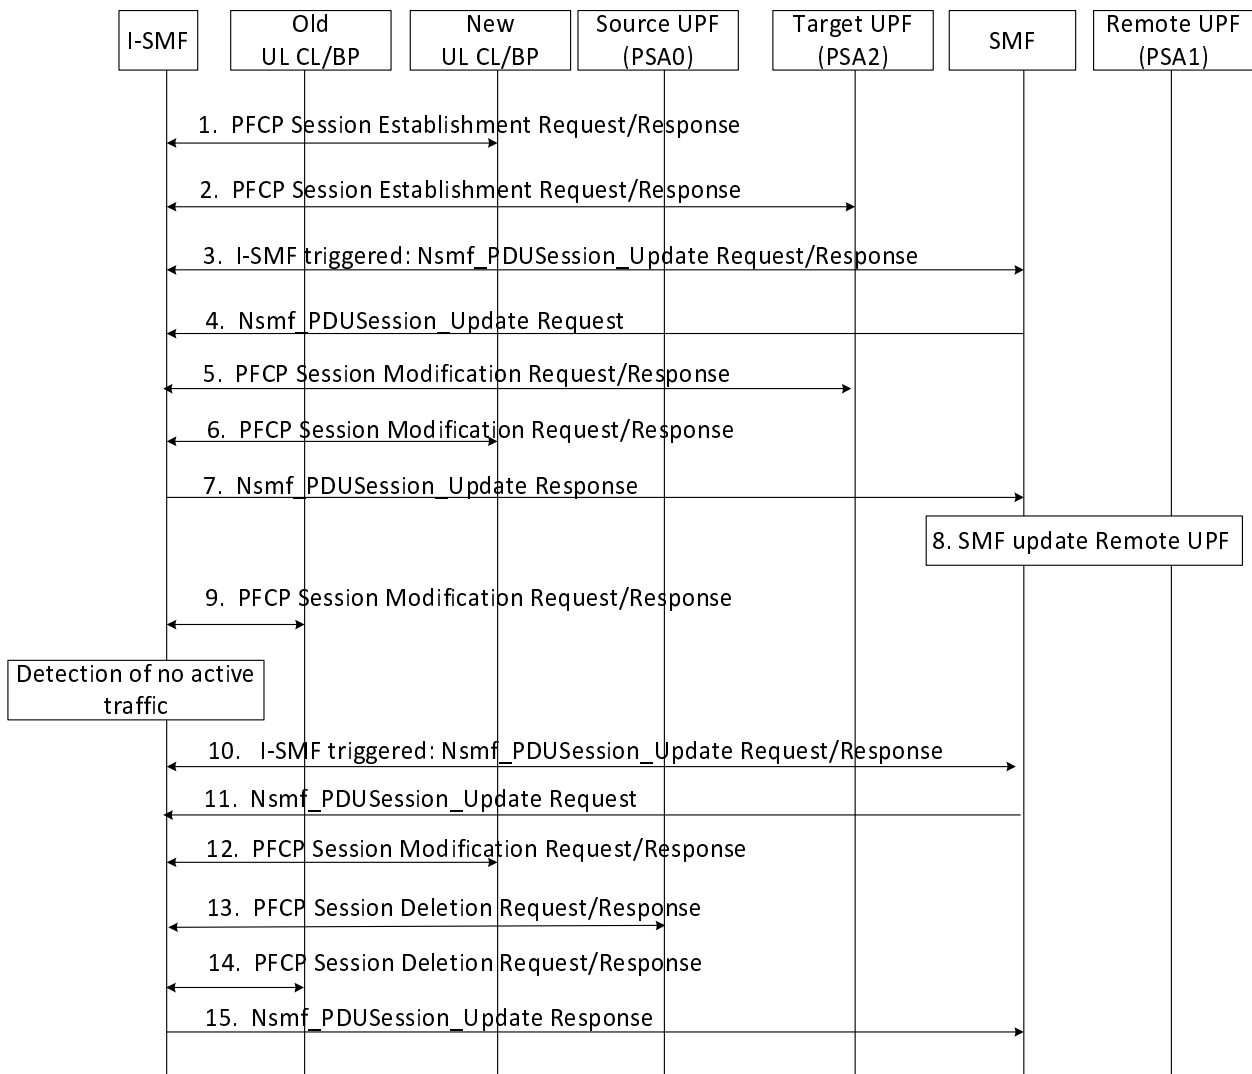 I-SMF
Old
UL CL/BP
New
UL CL/BP
Source UPF
(PSA0)
Target UPF
(PSA2)
SMF
Remote UPF
(PSA1)
1. PFCP Session Establishment Request/Response
2. PFCP Session Establishment Request/Response
3. I-SMF triggered: Nsmf_PDUSession_Update Request/Response
4. Nsmf_PDUSession_Update Request
5. PFCP Session Modification Request/Response
6. PFCP Session Modification Request/Response
7. Nsmf_PDUSession_Update Response
8. SMF update Remote UPF
9. PFCP Session Modification Request/Response
Detection of no active
traffic
10. I-SMF triggered: Nsmf_PDUSession_Update Request/Response
11. Nsmf_PDUSession_Update Request
12. PFCP Session Modification Request/Response
13. PFCP Session Deletion Request/Response
14. PFCP Session Deletion Request/Response
15. Nsmf_PDUSession_Update Response